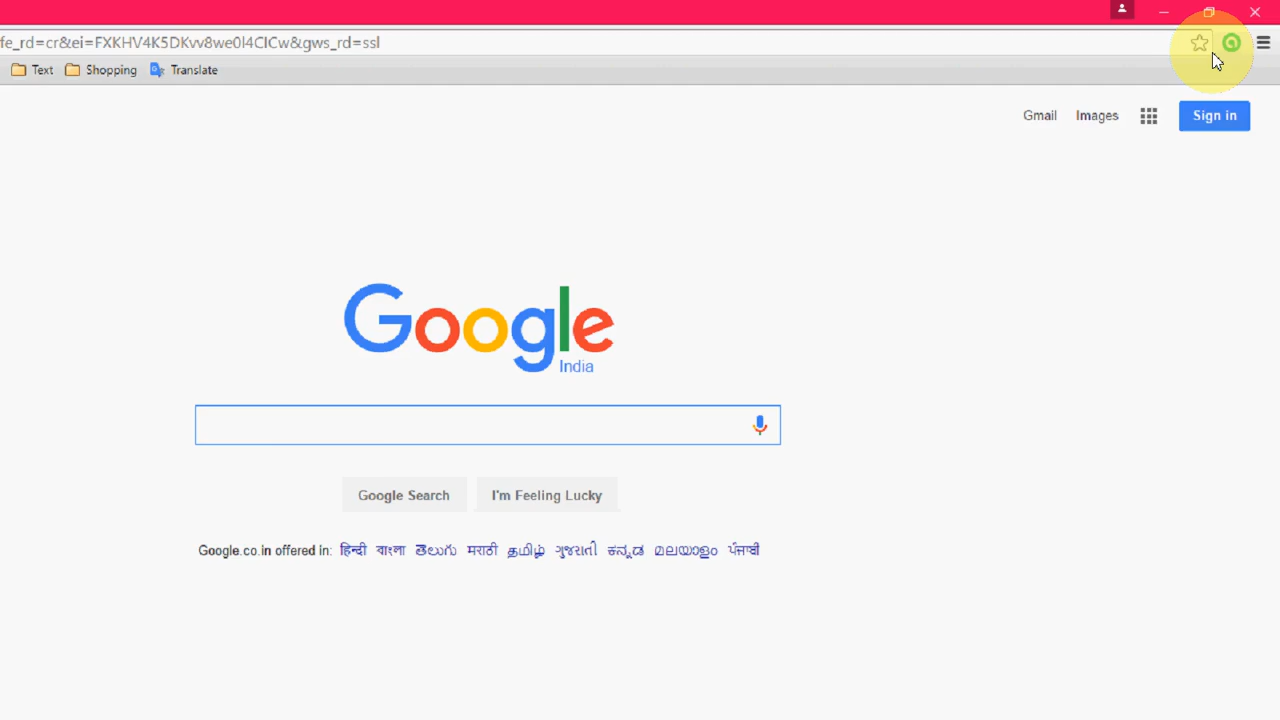 fe_rd=cr&ei=FXKHV4K5DKvv8we0l4CICw&gws_rd=ssl
Text Shopping Translate
Gmail Images Sign in
Google
India
Google Search I'm Feeling Lucky
Google.co.in offered in: हिन्दी বাংলা తెలుగు मराठी தமிழ் ગુજરાતી ಕನ್ನಡ മലയാളം ਪੰਜਾਬੀ